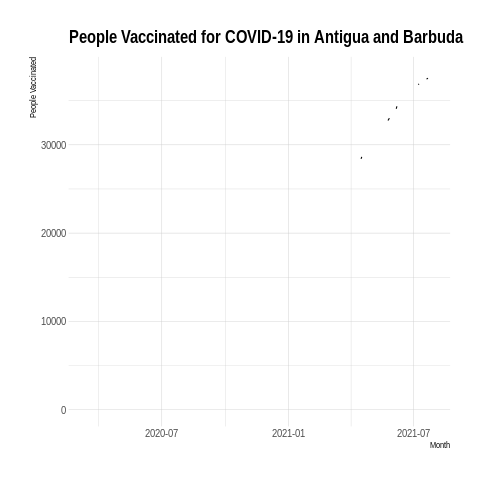 People Vaccinated for COVID-19 in Antigua and Barbuda
People Vaccinated
30000
20000
10000
0
2020-07
2021-01
2021-07
Month